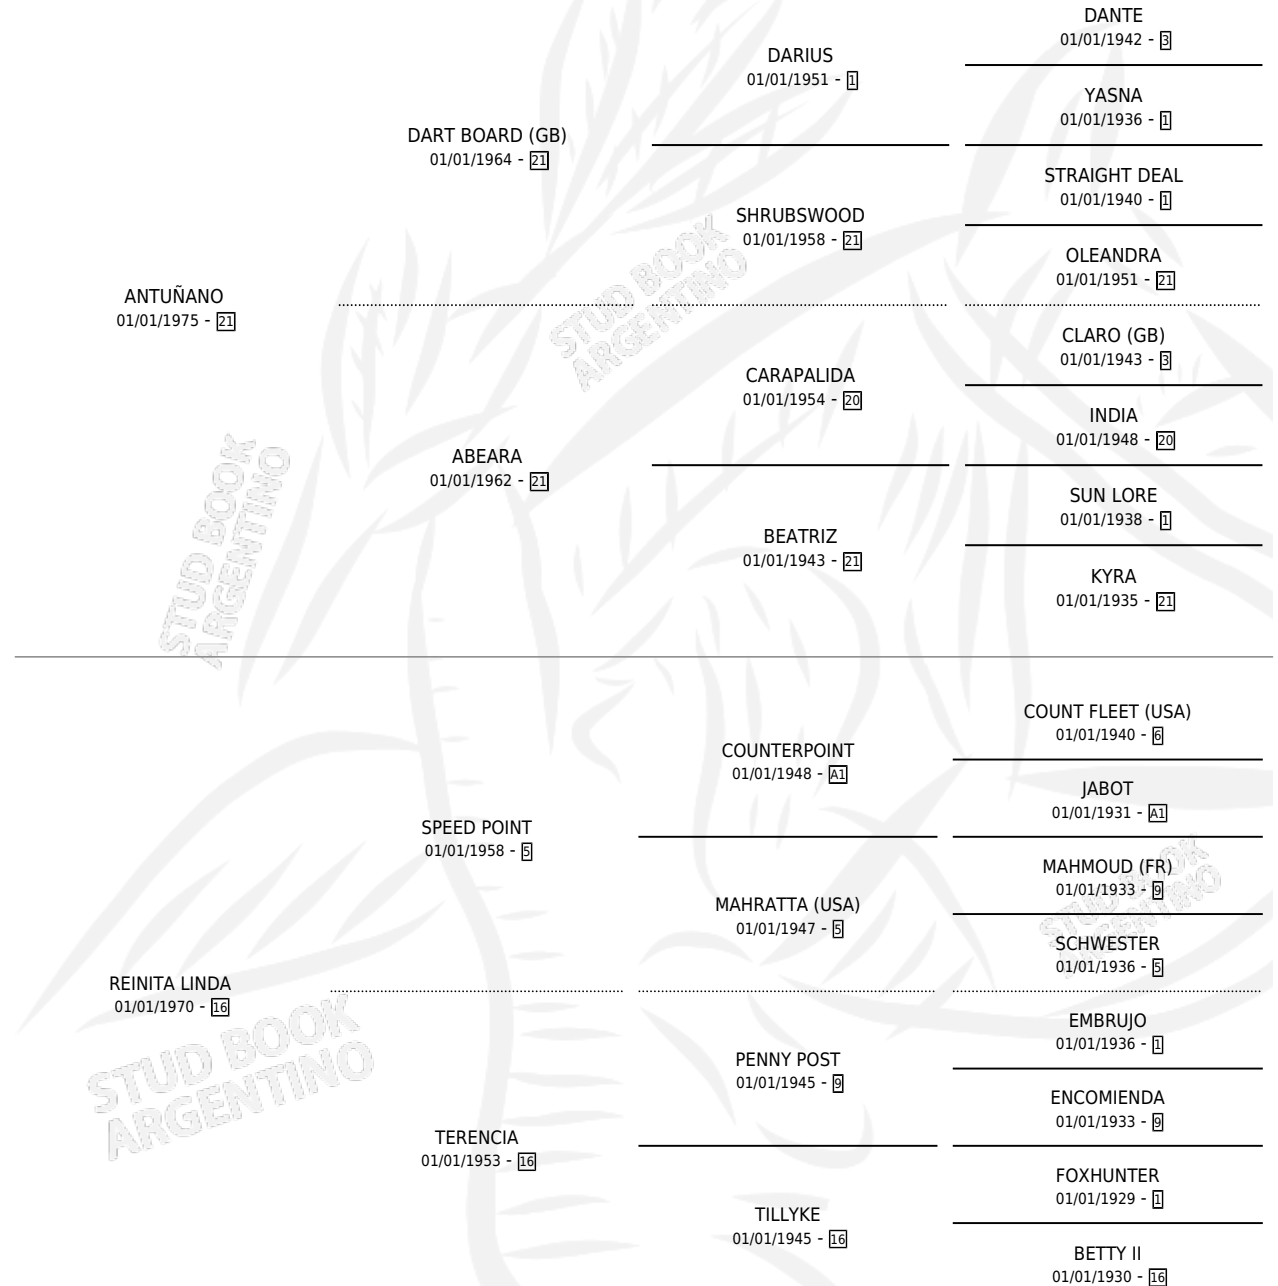 DANTE
01/01/1942 - 3
DARIUS
01/01/1951 - 1
YASNA
01/01/1936 - 1
DART BOARD (GB)
01/01/1964 - 21
STRAIGHT DEAL
01/01/1940 - 1
SHRUBSWOOD
01/01/1958 - 21
OLEANDRA
01/01/1951 - 21
ANTUÑANO
01/01/1975 - 21
STUD BOOK
ARGENTINO
CLARO (GB)
01/01/1943 - 3
CARAPALIDA
01/01/1954 - 20
INDIA
01/01/1948 - 20
ABEARA
01/01/1962 - 21
SUN LORE
01/01/1938 - 1
BEATRIZ
01/01/1943 - 21
KYRA
01/01/1935 - 21
STUD BOOK
ARGENTINO
COUNT FLEET (USA)
01/01/1940 - 6
COUNTERPOINT
01/01/1948 - A1
JABOT
01/01/1931 - A1
SPEED POINT
01/01/1958 - 5
MAHMOUD (FR)
01/01/1933 - 9
MAHRATTA (USA)
01/01/1947 - 5
STUD BOOK
ARGENTINO
SCHWESTER
01/01/1936 - 5
REINITA LINDA
01/01/1970 - 16
EMBRUJO
01/01/1936 - 1
PENNY POST
01/01/1945 - 9
STUD BOOK
ARGENTINO
ENCOMIENDA
01/01/1933 - 9
TERENCIA
01/01/1953 - 16
FOXHUNTER
01/01/1929 - 1
TILLYKE
01/01/1945 - 16
BETTY II
01/01/1930 - 16